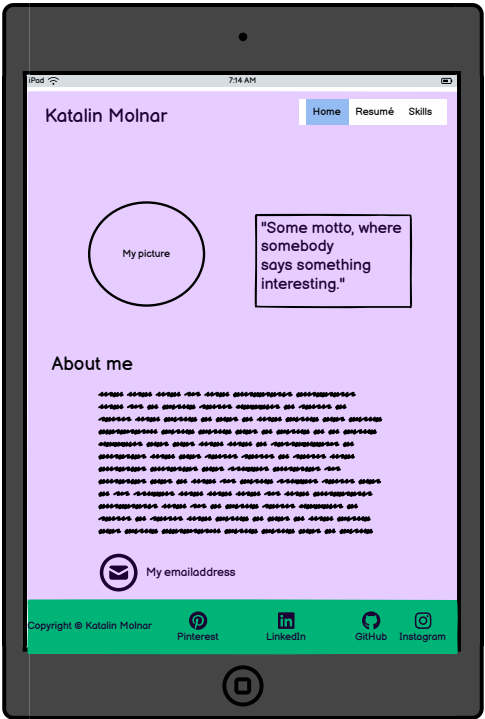 iPad
7:14 AM
Katalin Molnar
Home Resumé Skills
My picture
"Some motto, where
somebody
says something
interesting."
About me
My emailaddress
Copyright © Katalin Molnar
Pinterest
LinkedIn
GitHub
Instagram